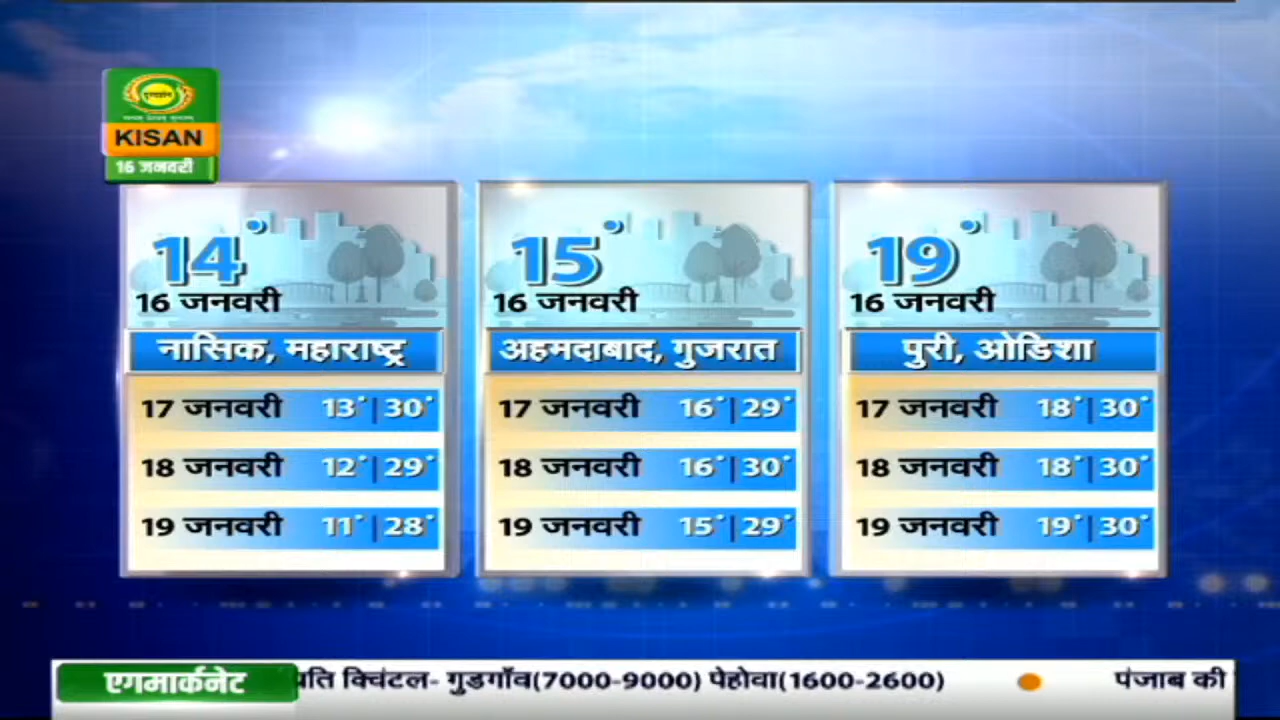 KISAN
16 जनवरी
14°
16 जनवरी
नासिक, महाराष्ट्र
17 जनवरी 13° | 30°
18 जनवरी 12° | 29°
19 जनवरी 11° | 28°
15°
16 जनवरी
अहमदाबाद, गुजरात
17 जनवरी 16° | 29°
18 जनवरी 16° | 30°
19 जनवरी 15° | 29°
19°
16 जनवरी
पुरी, ओडिशा
17 जनवरी 18° | 30°
18 जनवरी 18° | 30°
19 जनवरी 19° | 30°
एगमार्कनेट क्विंटल- गुडगाँव(7000-9000) पेहोवा(1600-2600) पंजाब की